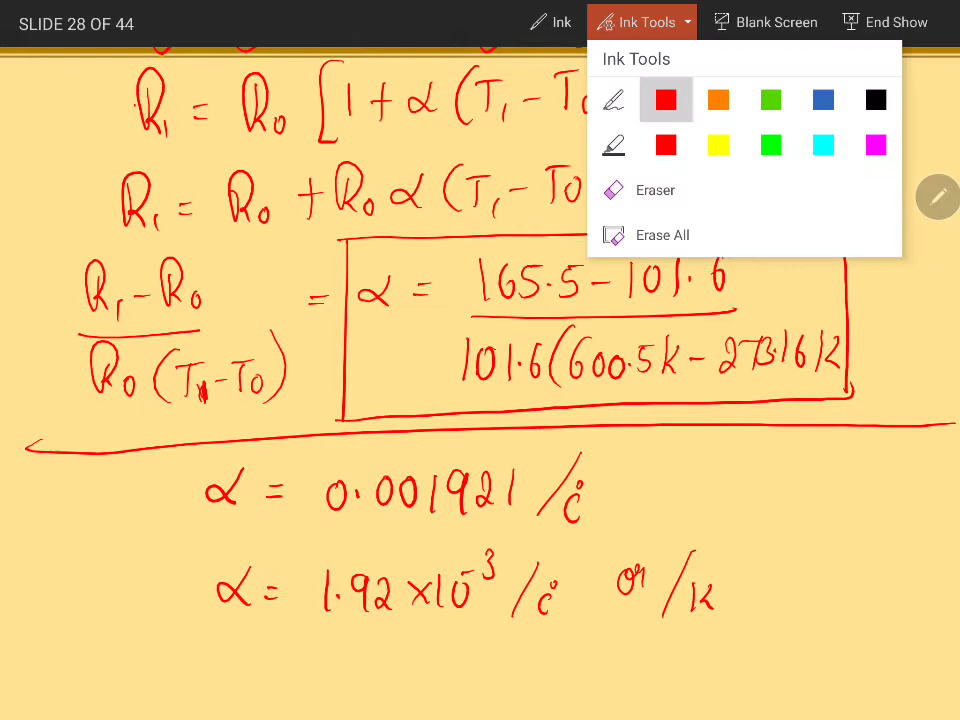 SLIDE 28 OF 44 Ink Ink Tools Blank Screen End Show
Ink Tools
Eraser
Erase All
R₁ = R₀ [1 + α (T₁ - T₀
R₁ = R₀ + R₀ α (T₁ - T0
R₁ - R₀ / R₀ (T₁ - T₀) = α = 165.5 - 101.6 / 101.6 (600.5K - 273.16K
α = 0.001921 /°C
α = 1.92 × 10⁻³ /°C or /K